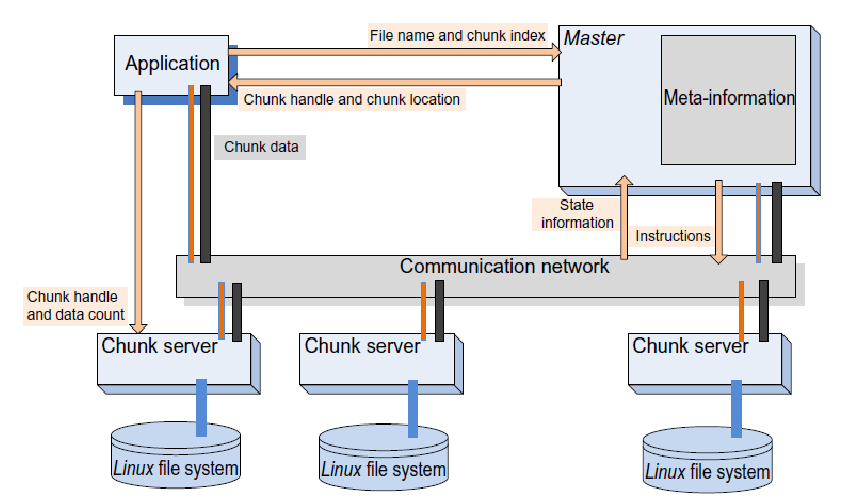 File name and chunk index
Master
Application
Meta-information
Chunk handle and chunk location
Chunk data
State
information
Instructions
Communication network
Chunk handle
and data count
Chunk server
Chunk server
Chunk server
Linux file system
Linux file system
Linux file system